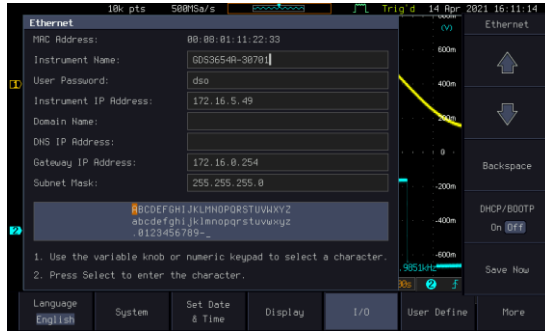 10k pts 500MSa/s Trig'd 14 Apr 2021 16:11:14
Ethernet
MAC Address: 00:08:01:11:22:33
Instrument Name: GDS3654A-30701
User Password: dso
Instrument IP Address: 172.16.5.49
Domain Name:
DNS IP Address:
Gateway IP Address: 172.16.0.254
Subnet Mask: 255.255.255.0
ABCDEFGHIJKLMNOPQRSTUVWXYZ
abcdefghijklmnopqrstuvwxyz
.0123456789-_
1. Use the variable knob or numeric keypad to select a character.
2. Press Select to enter the character.
600m
400m
200m
0
-200m
-400m
-600m
.9851kHz
2
Ethernet
Backspace
DHCP/BOOTP
On Off
Save Now
Language
English
System
Set Date
& Time
Display
I/O
User Define
More